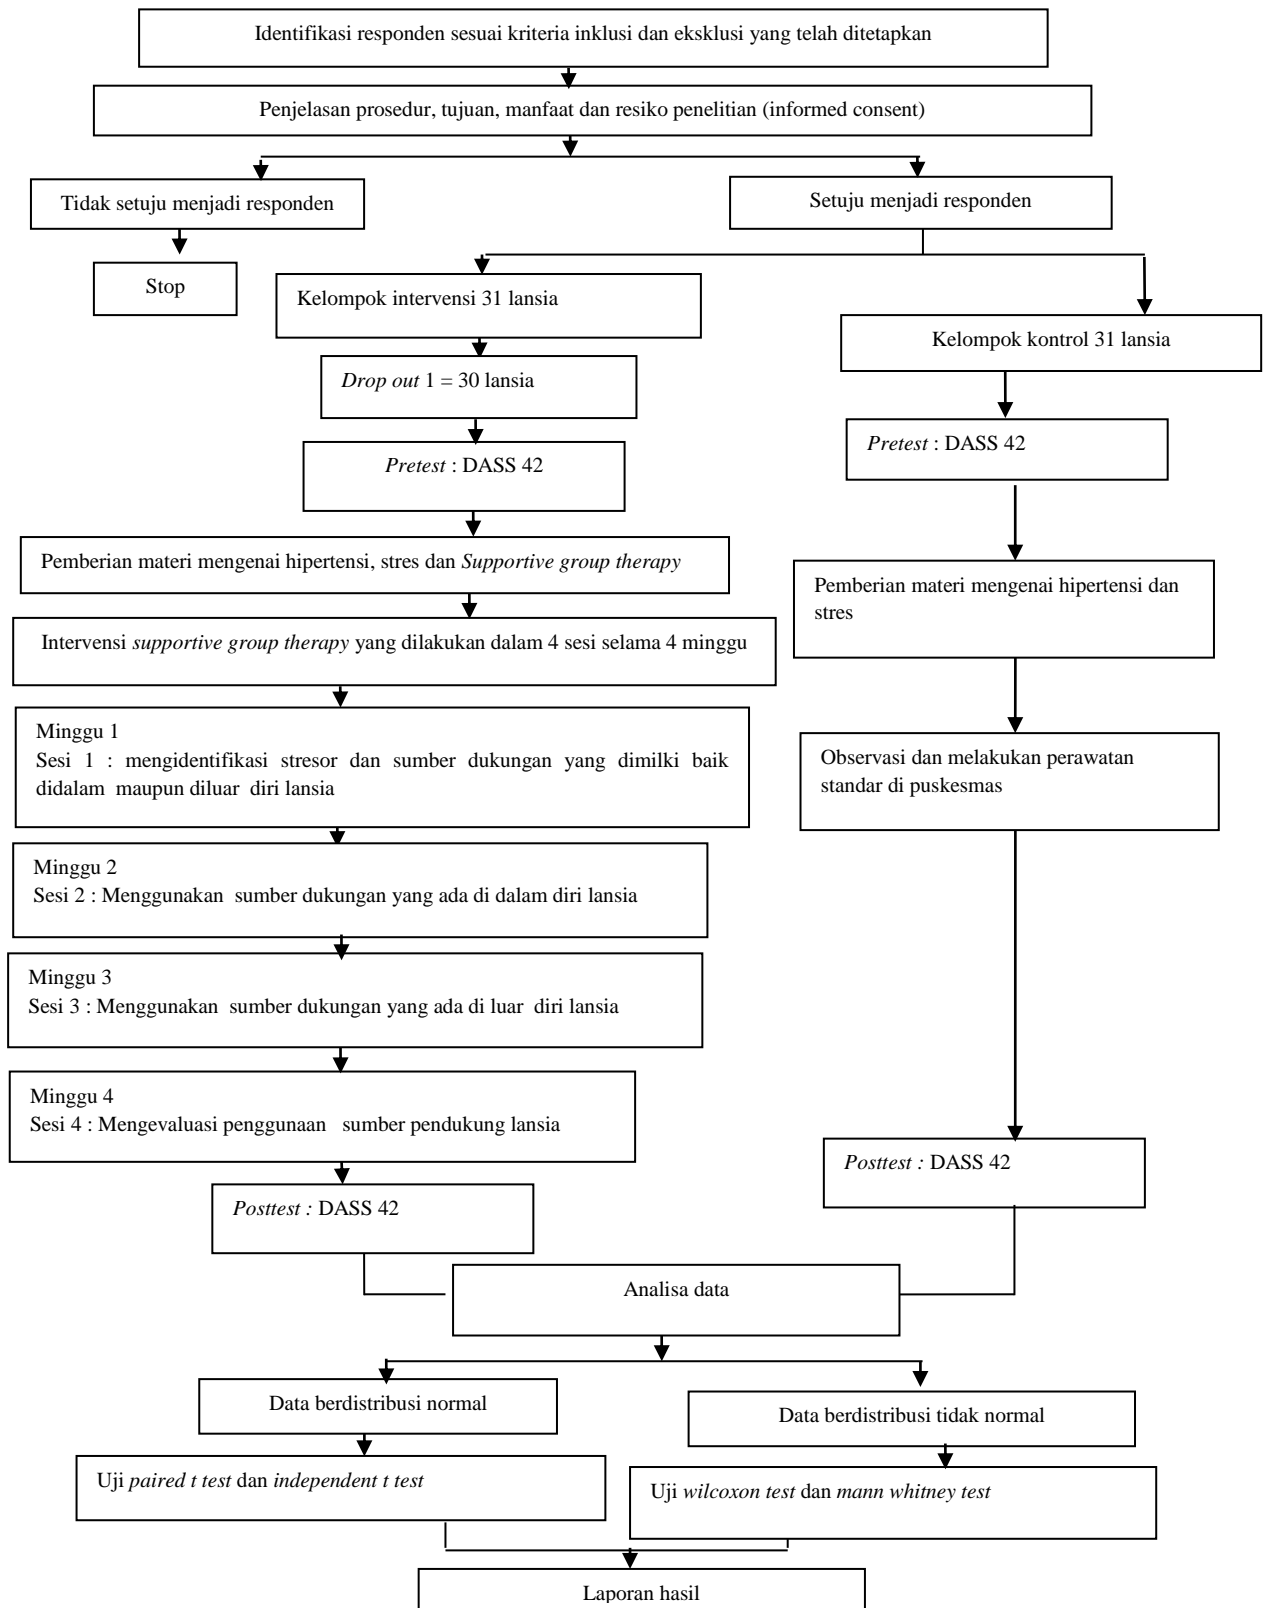 Identifikasi responden sesuai kriteria inklusi dan eksklusi yang telah ditetapkan
Penjelasan prosedur, tujuan, manfaat dan resiko penelitian (informed consent)
Tidak setuju menjadi responden
Setuju menjadi responden
Stop
Kelompok intervensi 31 lansia
Kelompok kontrol 31 lansia
Drop out 1 = 30 lansia
Pretest : DASS 42
Pretest : DASS 42
Pemberian materi mengenai hipertensi, stres dan Supportive group therapy
Pemberian materi mengenai hipertensi dan
stres
Intervensi supportive group therapy yang dilakukan dalam 4 sesi selama 4 minggu
Minggu 1
Sesi 1 : mengidentifikasi stresor dan sumber dukungan yang dimilki baik
didalam maupun diluar diri lansia
Observasi dan melakukan perawatan
standar di puskesmas
Minggu 2
Sesi 2 : Menggunakan sumber dukungan yang ada di dalam diri lansia
Minggu 3
Sesi 3 : Menggunakan sumber dukungan yang ada di luar diri lansia
Minggu 4
Sesi 4 : Mengevaluasi penggunaan sumber pendukung lansia
Posttest : DASS 42
Posttest : DASS 42
Analisa data
Data berdistribusi normal
Data berdistribusi tidak normal
Uji paired t test dan independent t test
Uji wilcoxon test dan mann whitney test
Laporan hasil